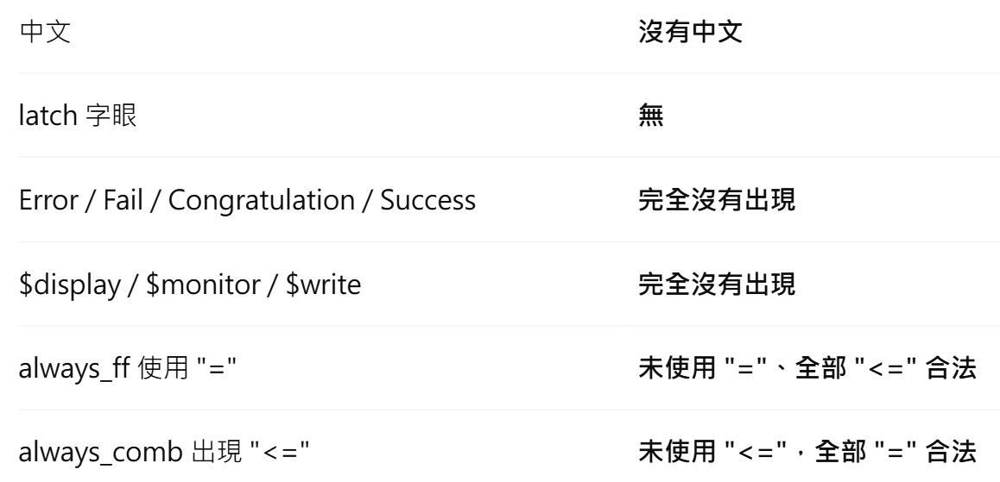 中文 沒有中文
latch 字眼 無
Error / Fail / Congratulation / Success 完全沒有出現
$display / $monitor / $write 完全沒有出現
always_ff 使用 "=" 未使用 "="、全部 "<=" 合法
always_comb 出現 "<=" 未使用 "<="，全部 "=" 合法